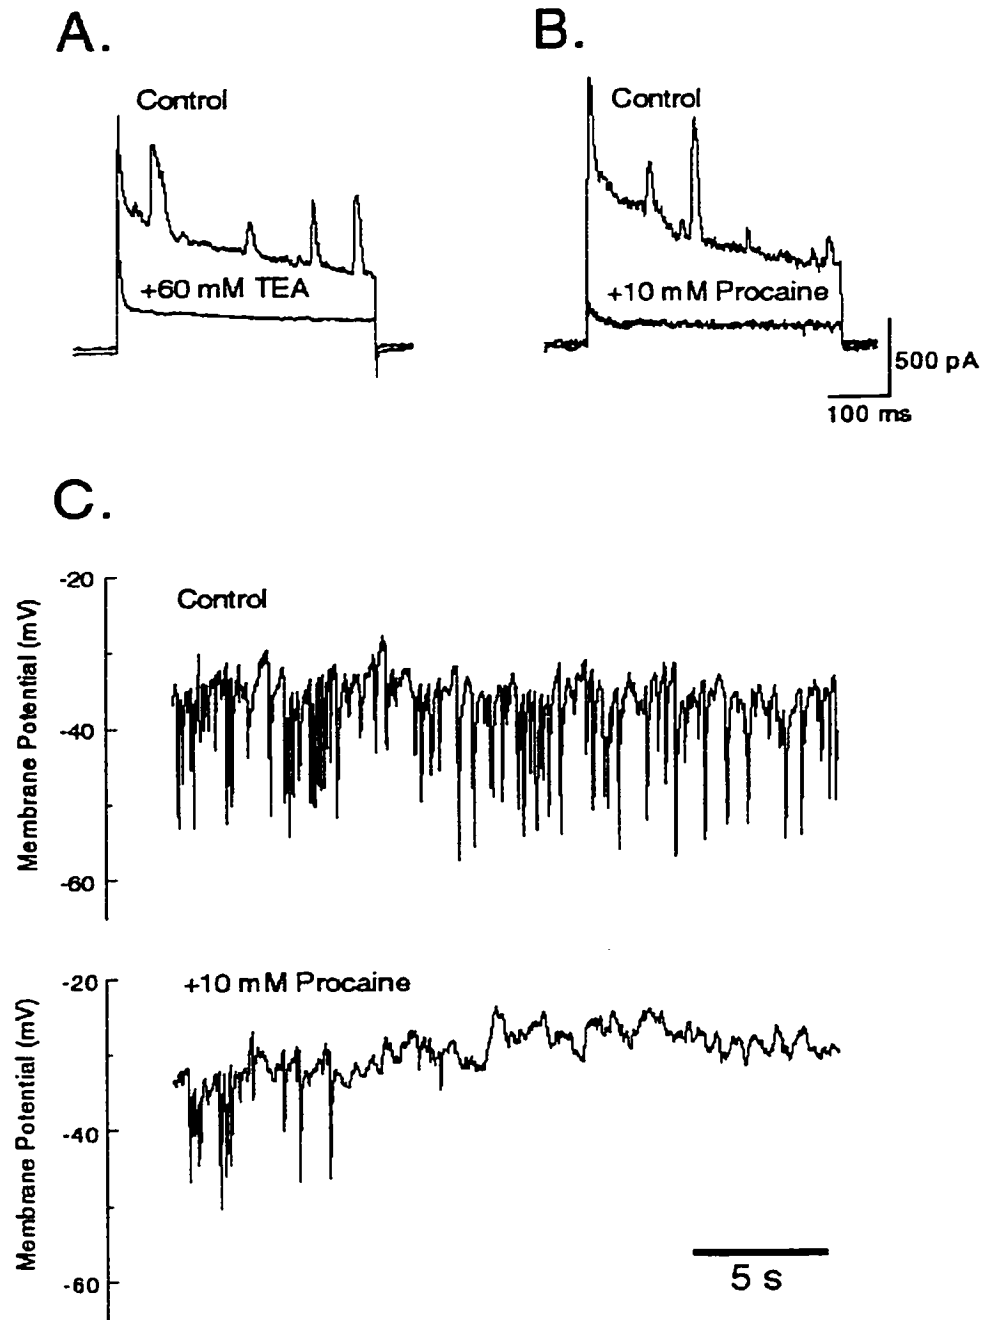 A.
B.
Control
Control
+60 mM TEA
+10 mM Procaine
500 pA
100 ms
C.
Membrane Potential (mV)
-20
-40
-60
Control
Membrane Potential (mV)
-20
-40
-60
+10 mM Procaine
5 s